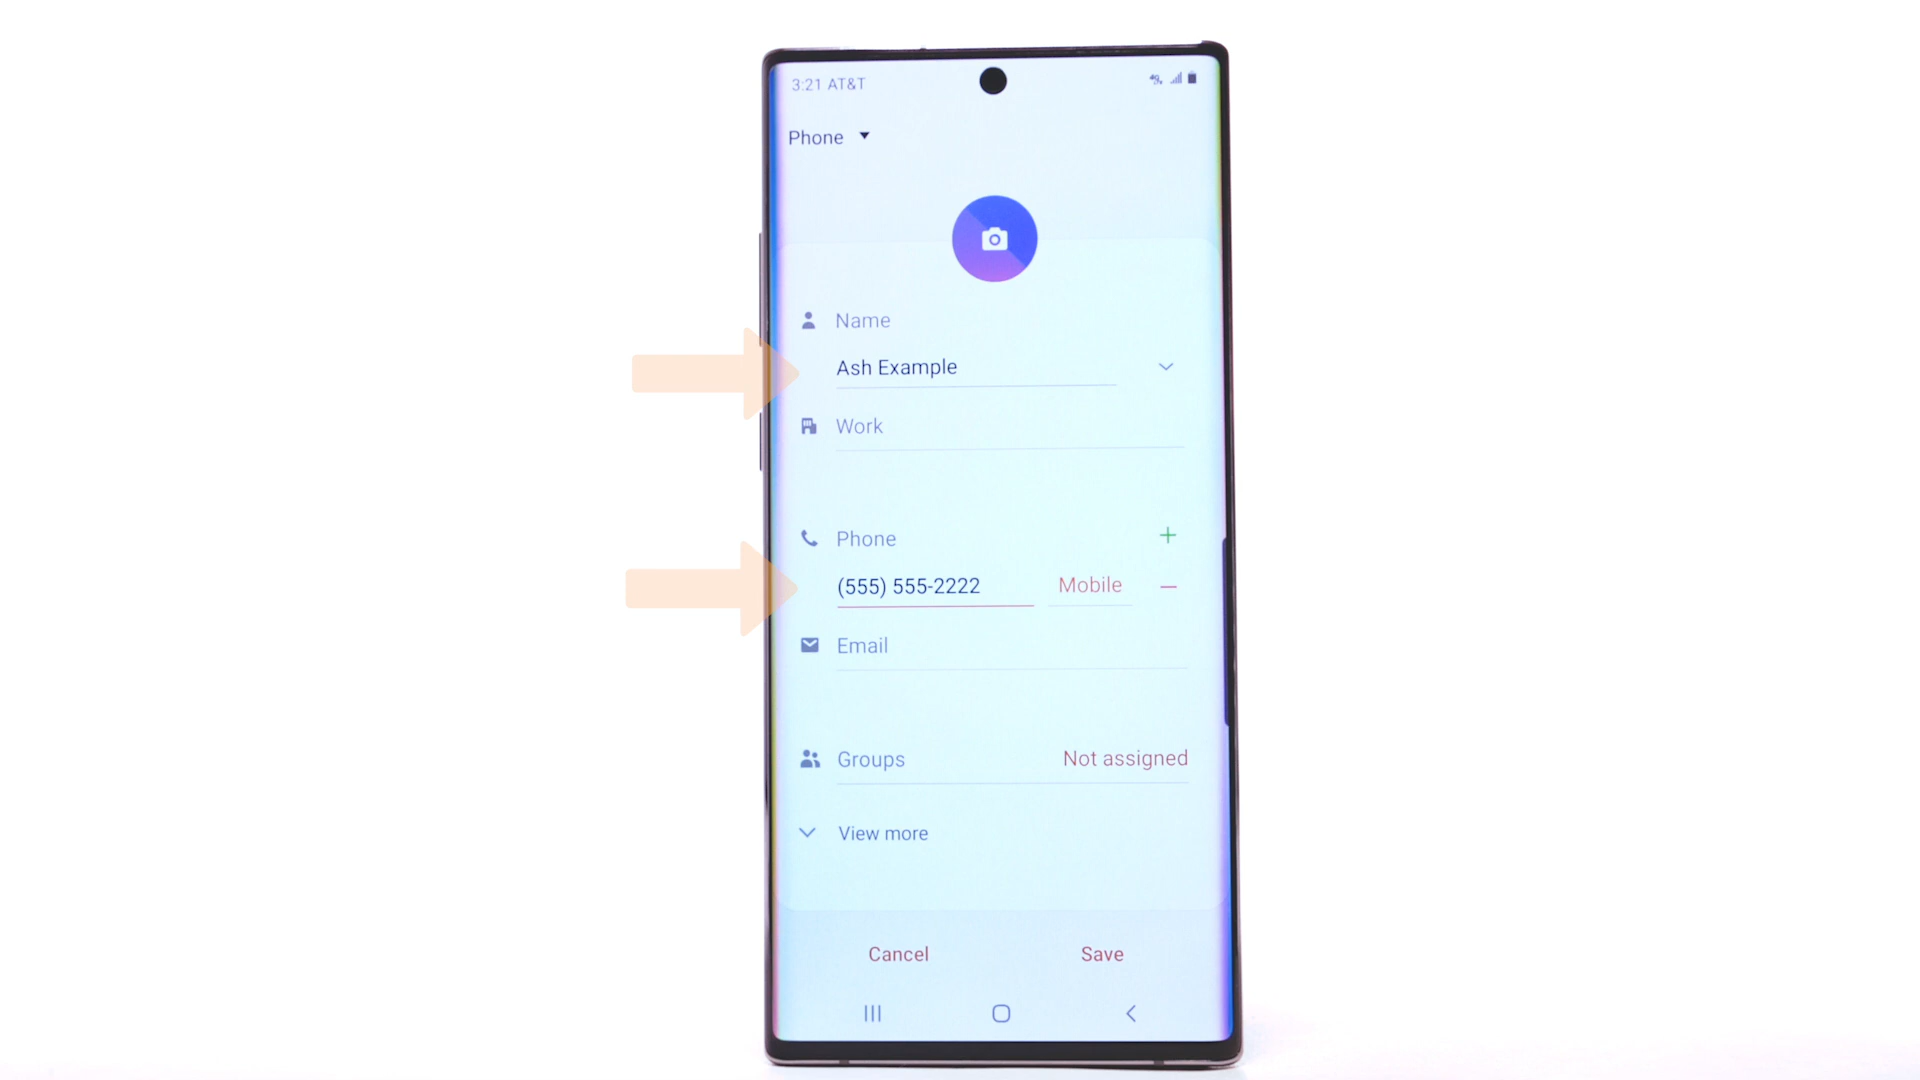 3:21 AT&T
Phone
Name
Ash Example
Work
Phone
(555) 555-2222 Mobile
Email
Groups Not assigned
View more
Cancel Save